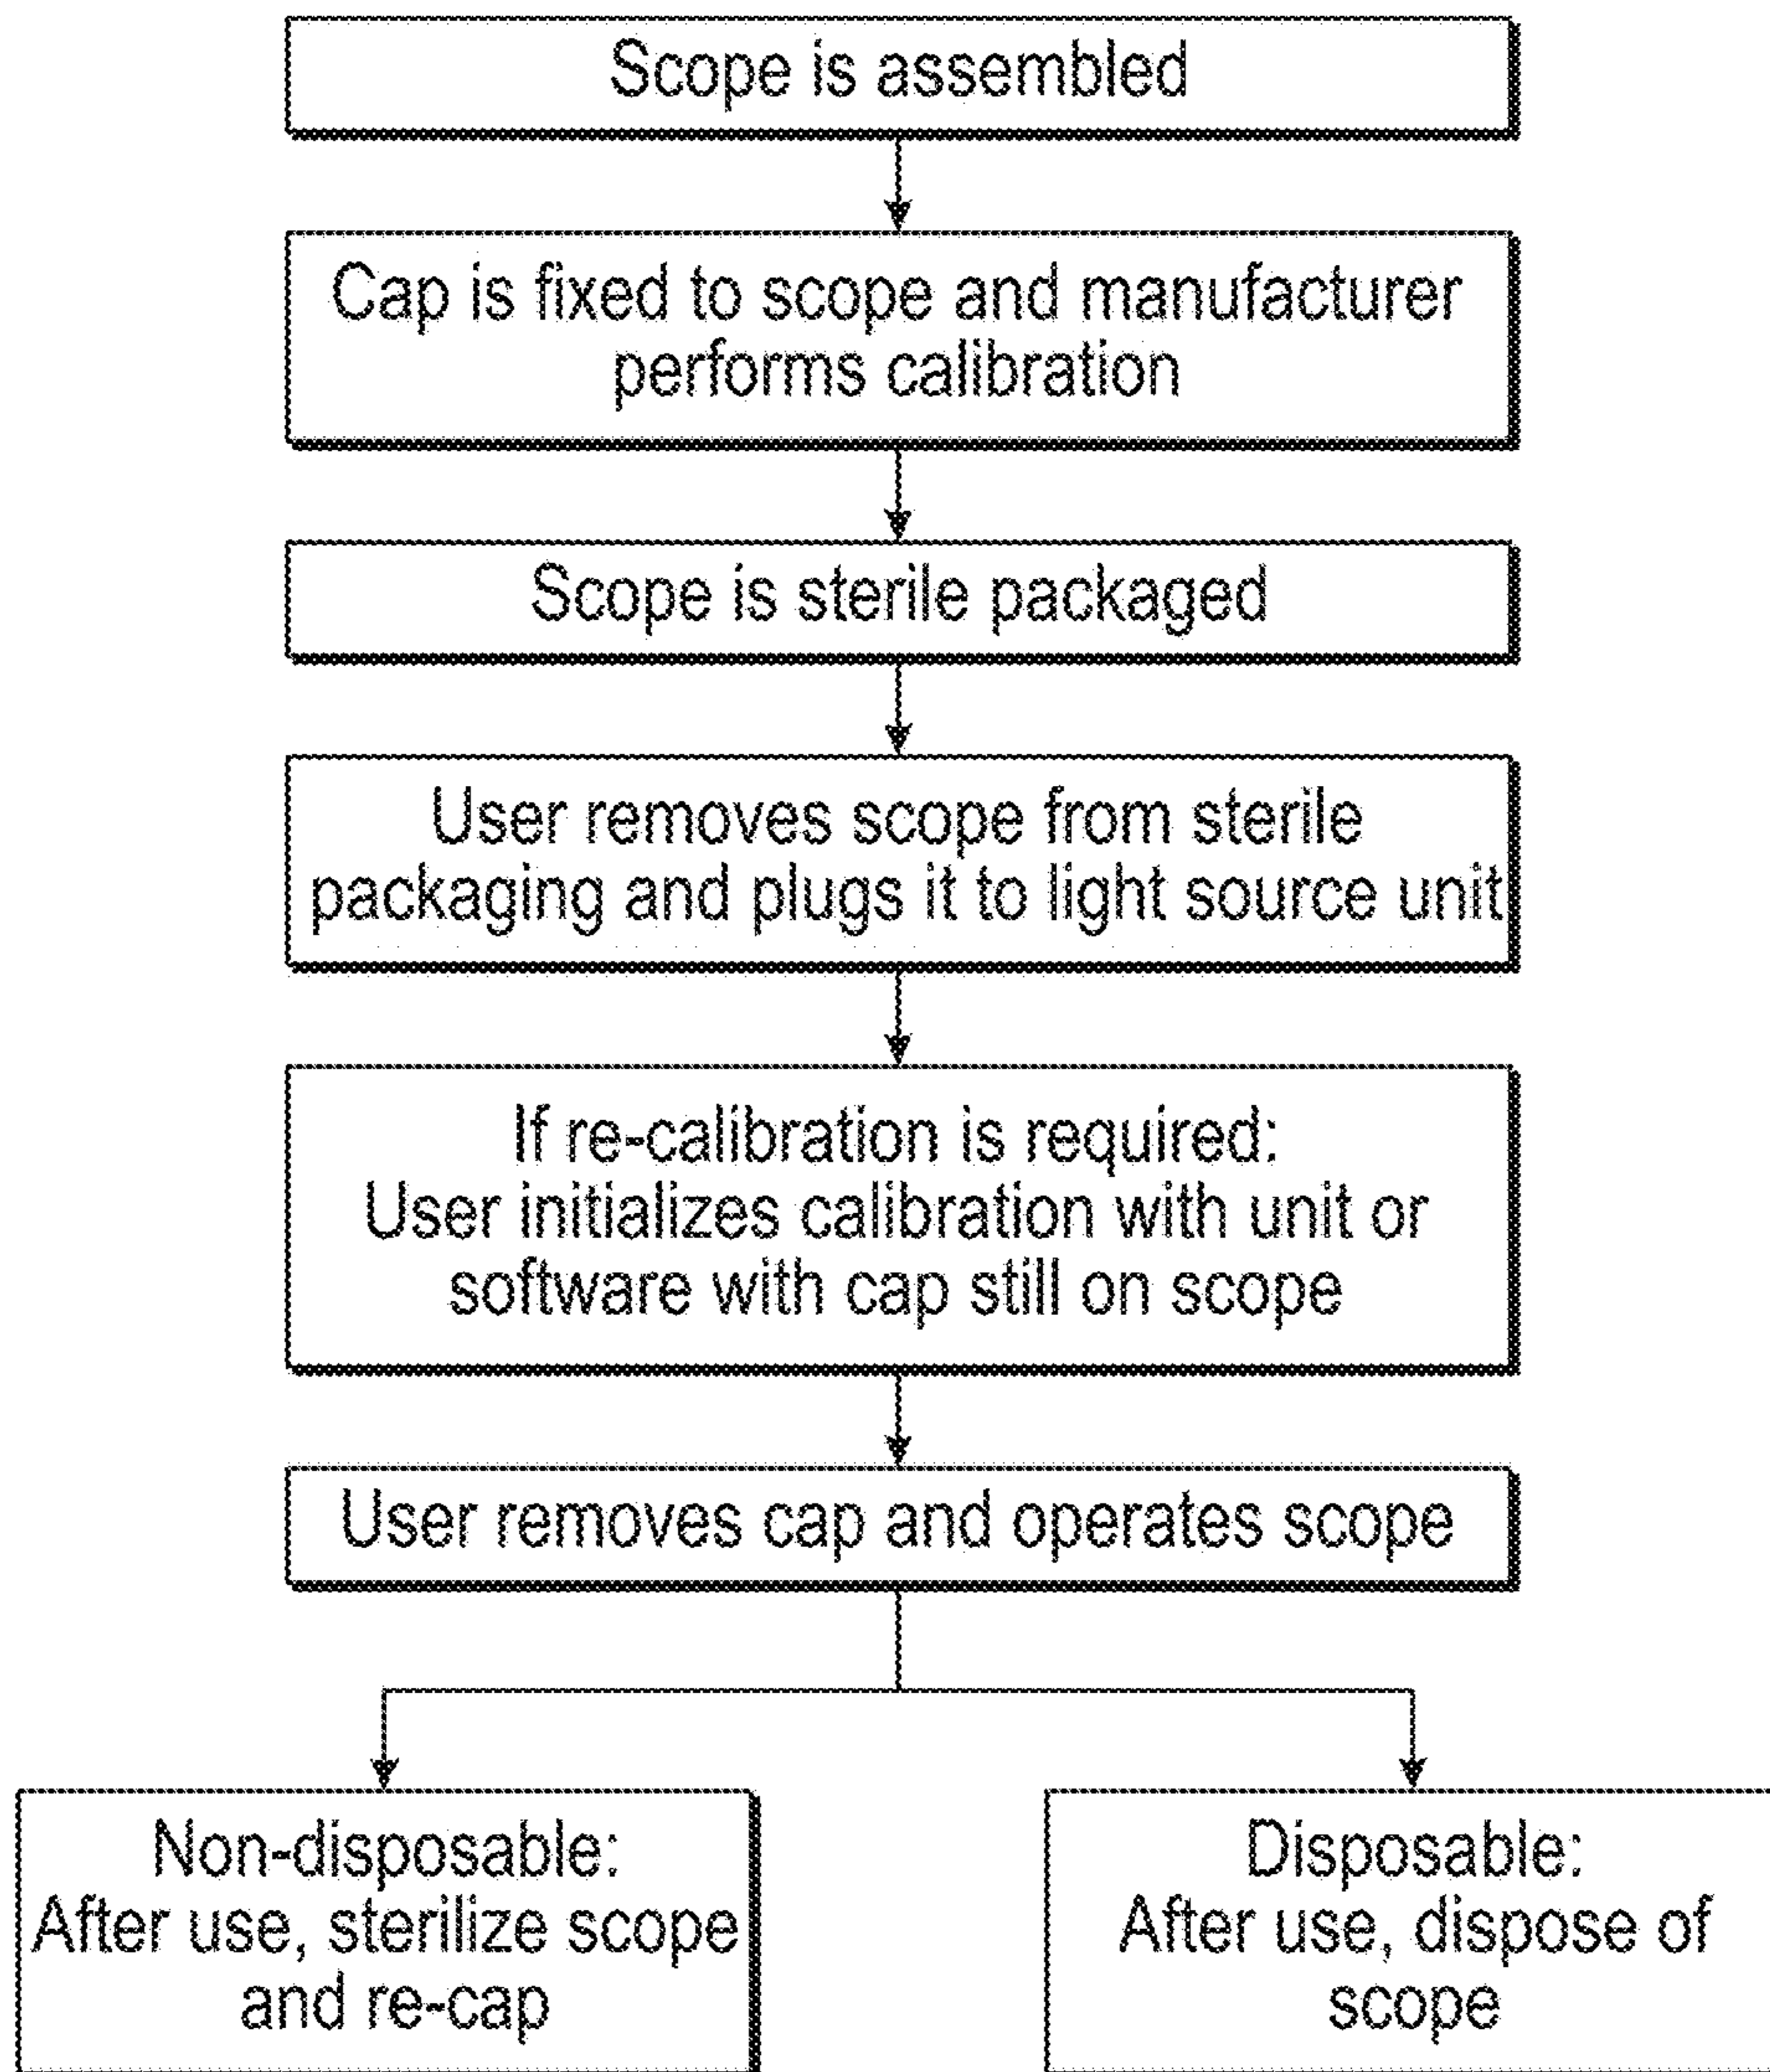 Scope is assembled
Cap is fixed to scope and manufacturer
performs calibration
Scope is sterile packaged
User removes scope from sterile
packaging and plugs it to light source unit
If re-calibration is required:
User initializes calibration with unit or
software with cap still on scope
User removes cap and operates scope
Non-disposable:
After use, sterilize scope
and re-cap
Disposable:
After use, dispose of
scope